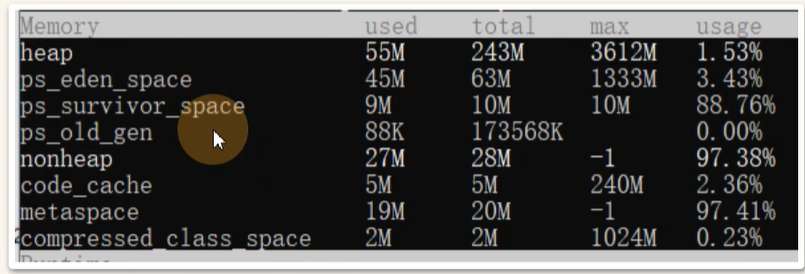 Memory used total max usage
heap 55M 243M 3612M 1.53%
ps_eden_space 45M 63M 1333M 3.43%
ps_survivor_space 9M 10M 10M 88.76%
ps_old_gen 88K 173568K 0.00%
nonheap 27M 28M -1 97.38%
code_cache 5M 5M 240M 2.36%
metaspace 19M 20M -1 97.41%
compressed_class_space 2M 2M 1024M 0.23%